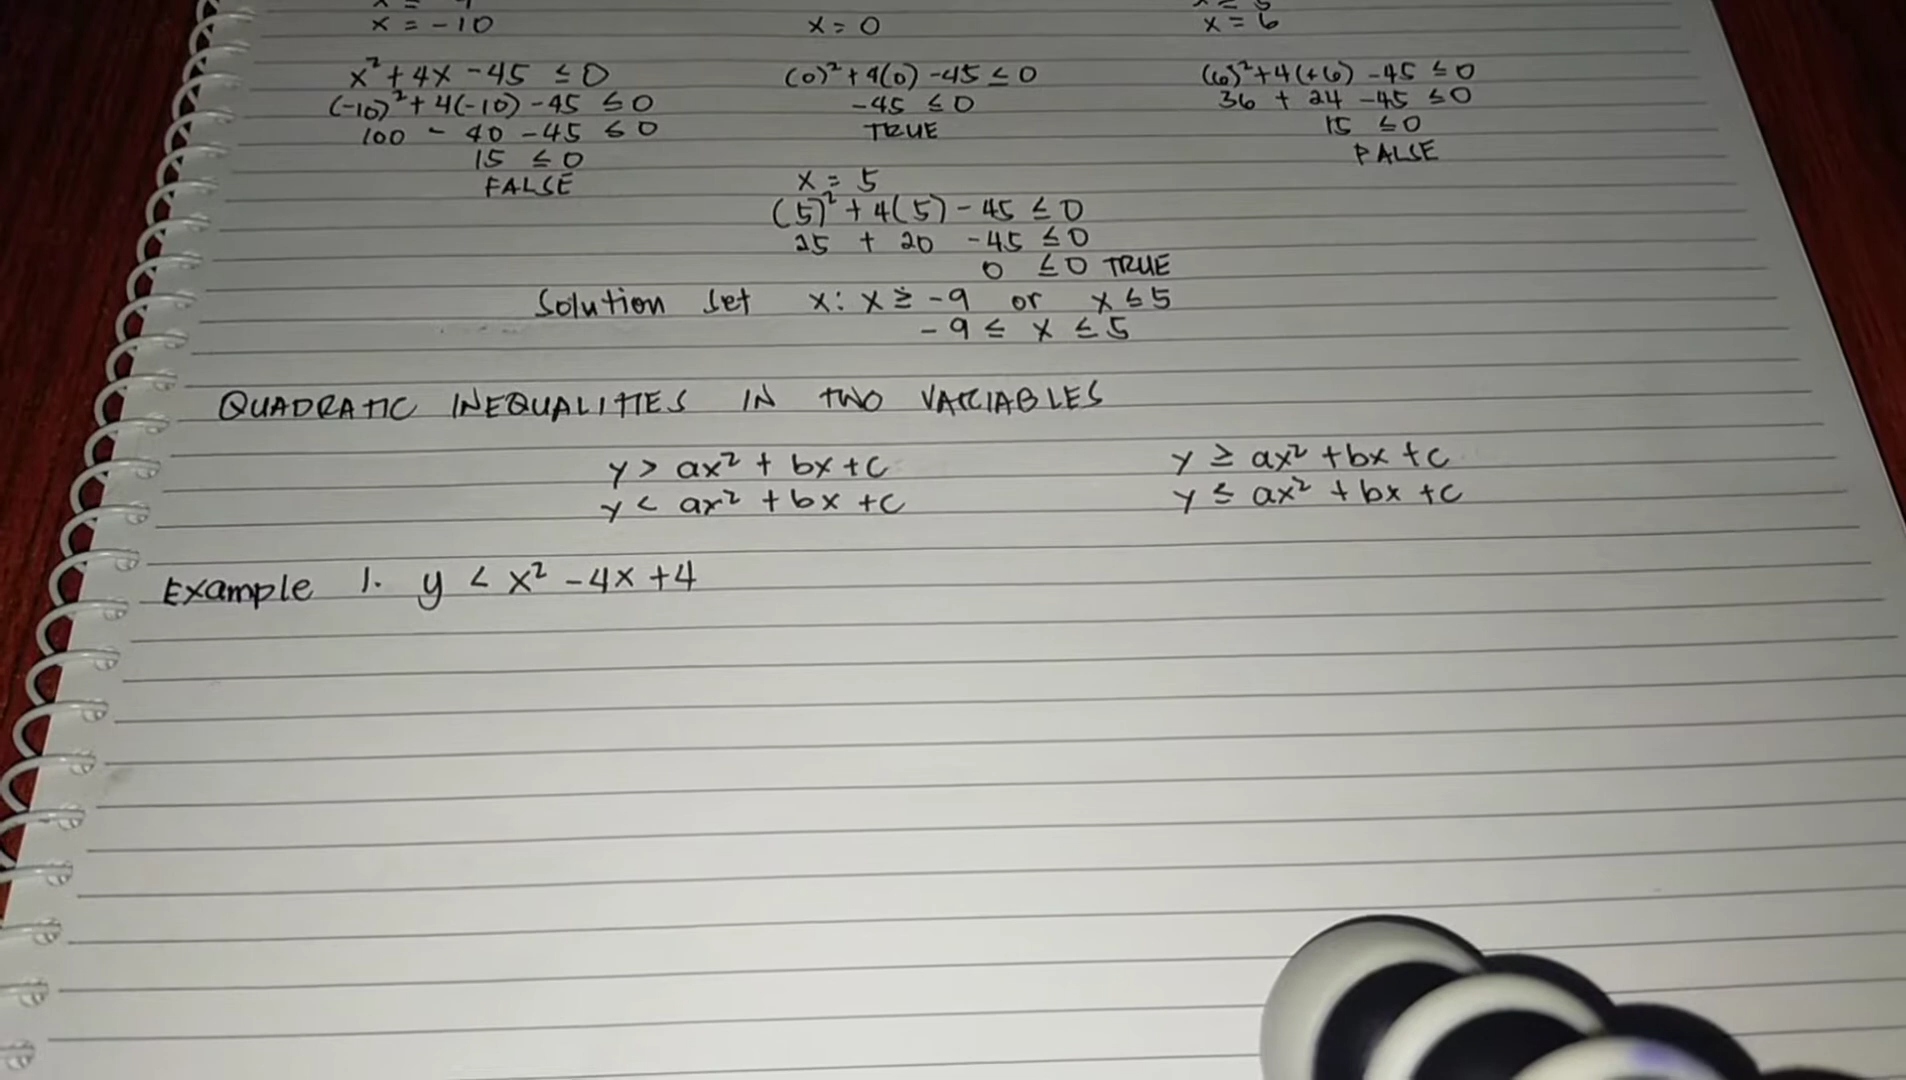 x = -10
x = 0
x = 6
x² + 4x - 45 ≤ 0
(-10)² + 4(-10) - 45 ≤ 0
100 - 40 - 45 ≤ 0
15 ≤ 0
FALSE
(0)² + 4(0) - 45 ≤ 0
-45 ≤ 0
TRUE
(6)² + 4(+6) - 45 ≤ 0
36 + 24 - 45 ≤ 0
15 ≤ 0
FALSE
x = 5
(5)² + 4(5) - 45 ≤ 0
25 + 20 - 45 ≤ 0
0 ≤ 0 TRUE
Solution set x: x ≥ -9 or x ≤ 5
-9 ≤ x ≤ 5
QUADRATIC INEQUALITIES IN TWO VARIABLES
y > ax² + bx + c
y < ax² + bx + c
y ≥ ax² + bx + c
y ≤ ax² + bx + c
Example 1. y < x² - 4x + 4